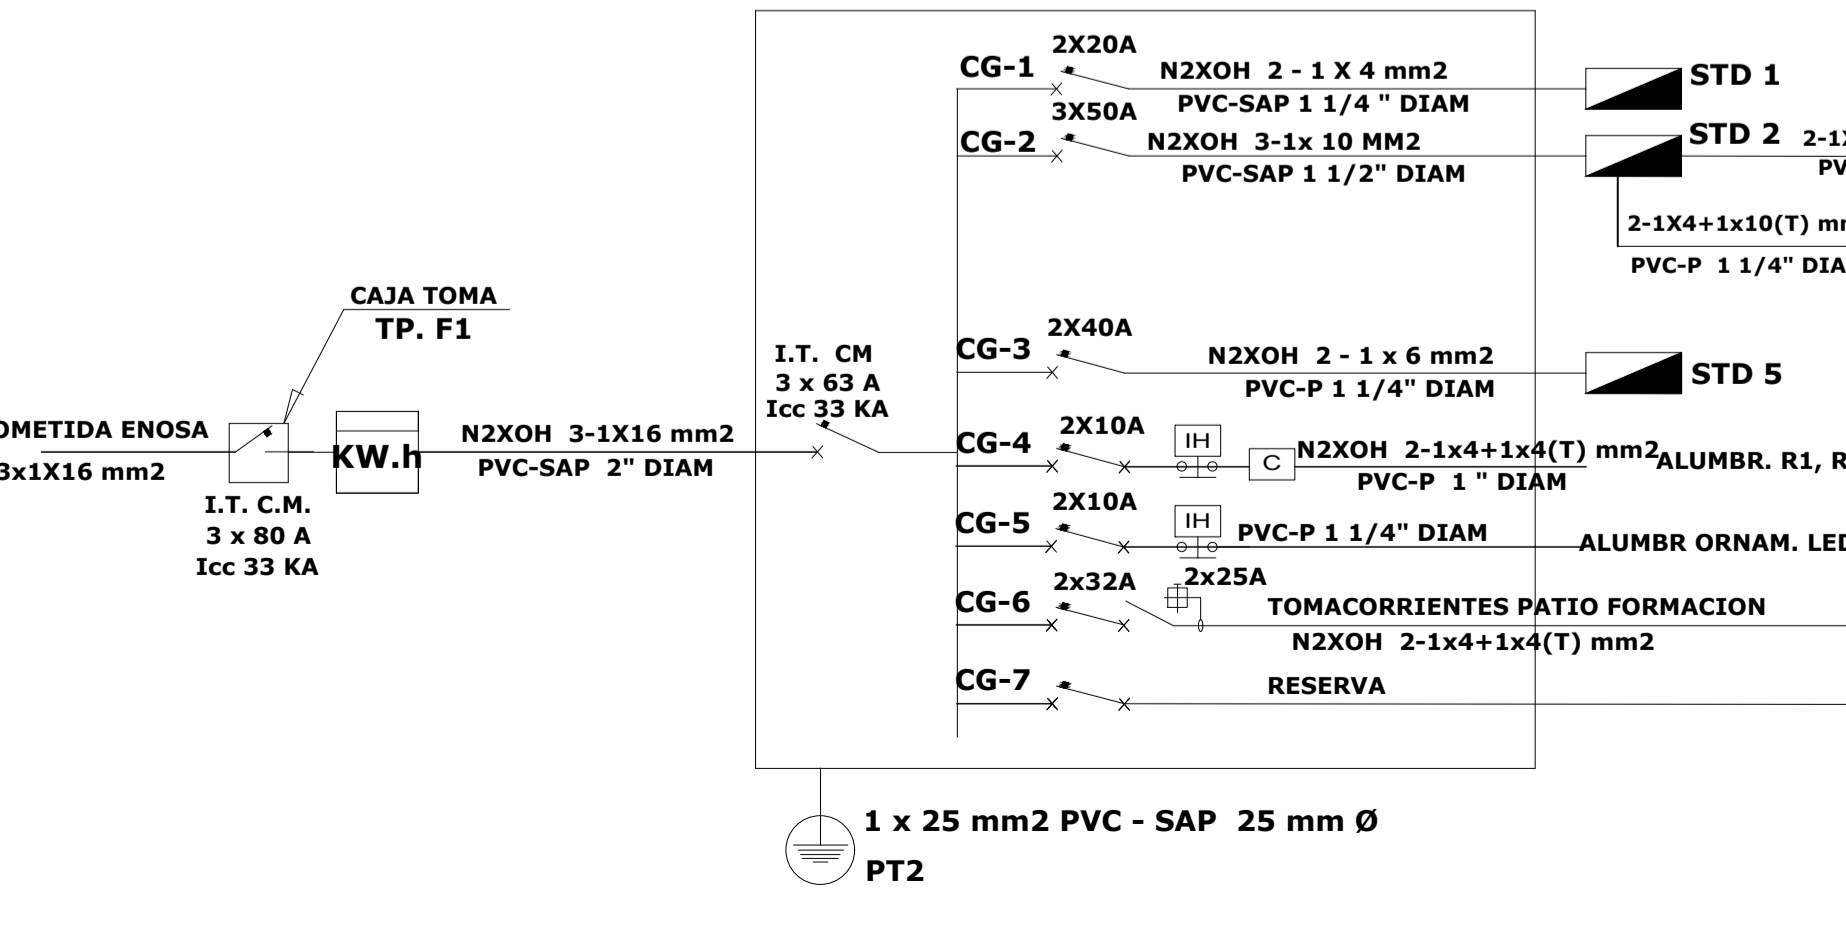 CG-1
2X20A
N2XOH 2 - 1 X 4 mm2
PVC-SAP 1 1/4 " DIAM
STD 1
CG-2
3X50A
N2XOH 3-1x 10 MM2
PVC-SAP 1 1/2" DIAM
STD 2
2-1X
PV
2-1X4+1x10(T) mm
PVC-P 1 1/4" DIA
CAJA TOMA
TP. F1
OMETIDA ENOSA
3x1X16 mm2
I.T. C.M.
3 x 80 A
Icc 33 KA
KW.h
N2XOH 3-1X16 mm2
PVC-SAP 2" DIAM
I.T. CM
3 x 63 A
Icc 33 KA
CG-3
2X40A
N2XOH 2 - 1 x 6 mm2
PVC-P 1 1/4" DIAM
STD 5
CG-4
2X10A
IH
C
N2XOH 2-1x4+1x4(T) mm2
PVC-P 1 " DIAM
ALUMBR. R1, R
CG-5
2X10A
IH
PVC-P 1 1/4" DIAM
ALUMBR ORNAM. LED
CG-6
2x32A
2x25A
TOMACORRIENTES PATIO FORMACION
N2XOH 2-1x4+1x4(T) mm2
CG-7
RESERVA
1 x 25 mm2 PVC - SAP 25 mm Ø
PT2